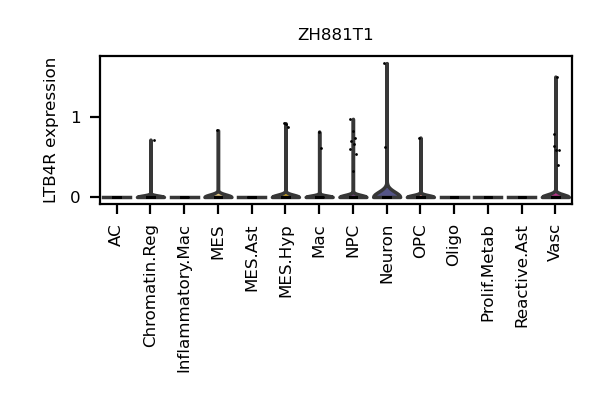 ZH881T1
LTB4R expression
1
0
AC
Chromatin.Reg
Inflammatory.Mac
MES
MES.Ast
MES.Hyp
Mac
NPC
Neuron
OPC
Oligo
Prolif.Metab
Reactive.Ast
Vasc